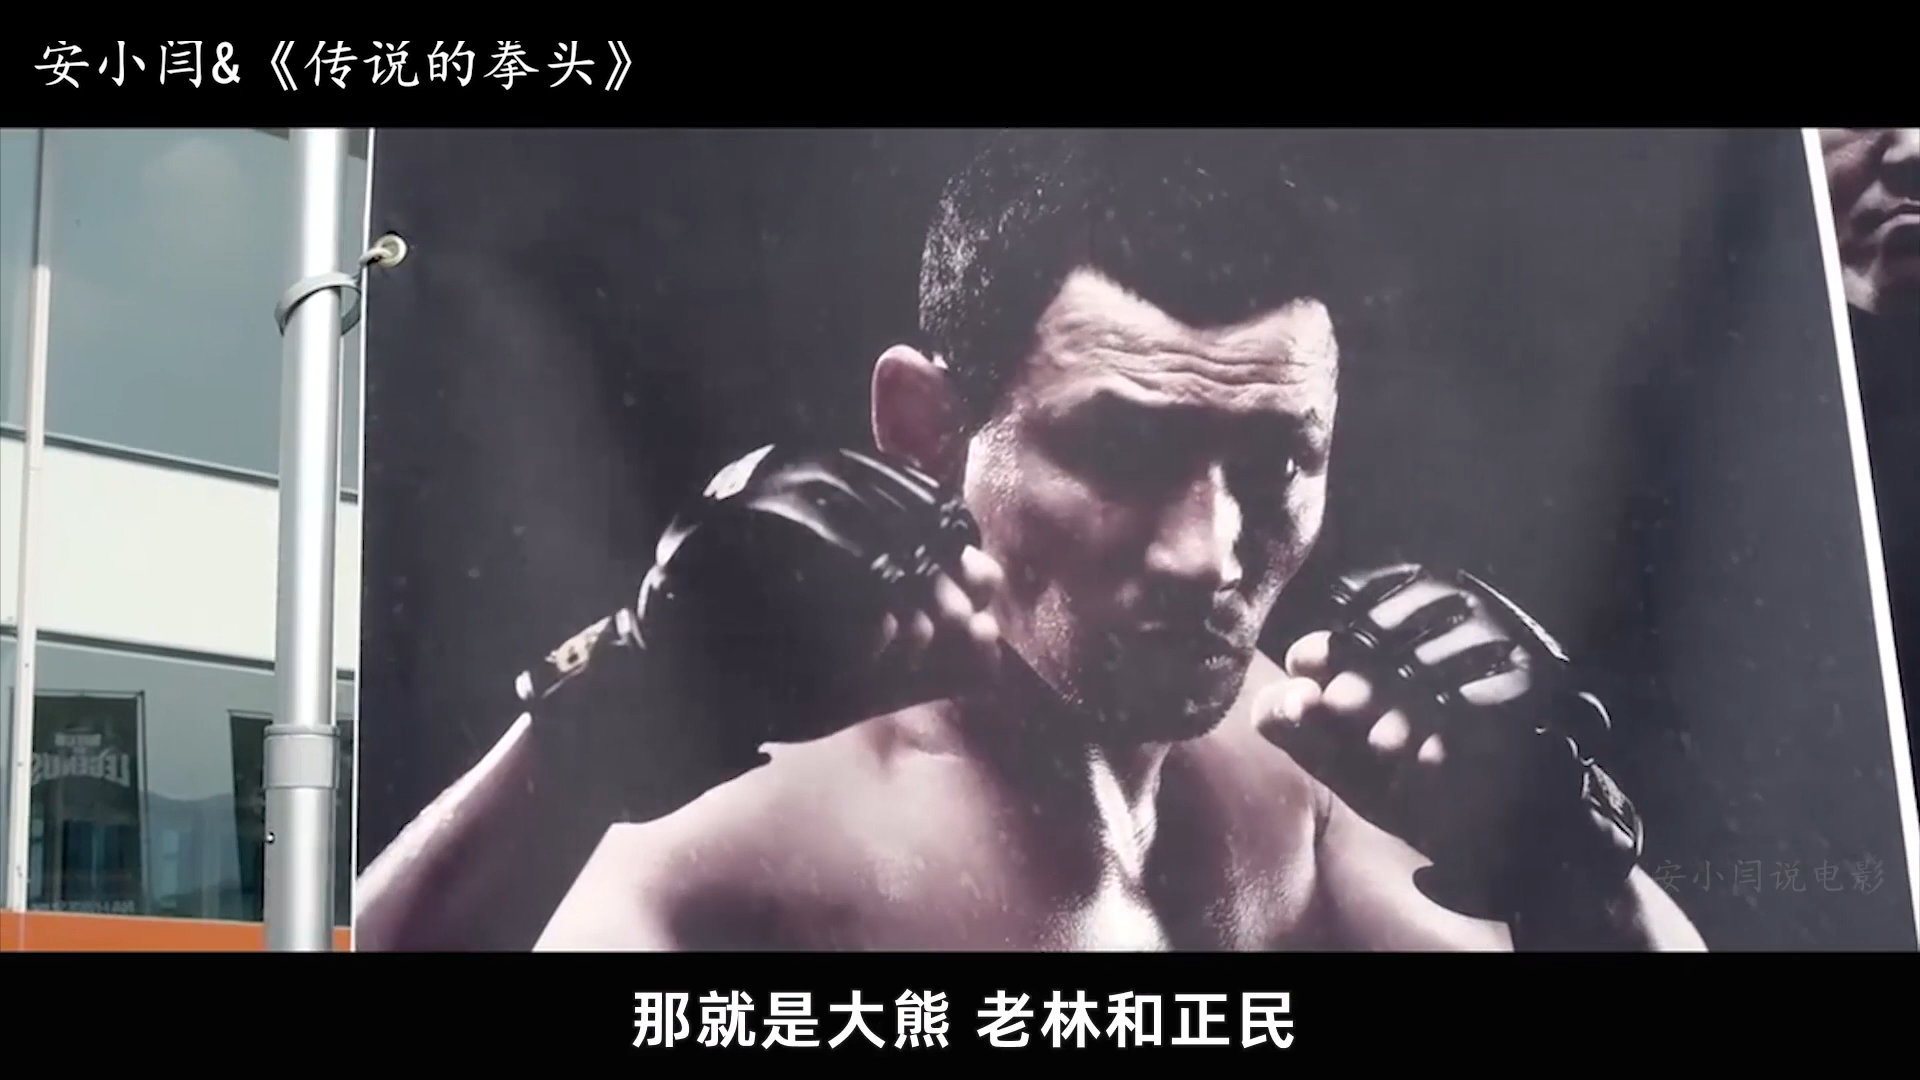 安小闫&《传说的拳头》
安小闫说电影
那就是大熊 老林和正民